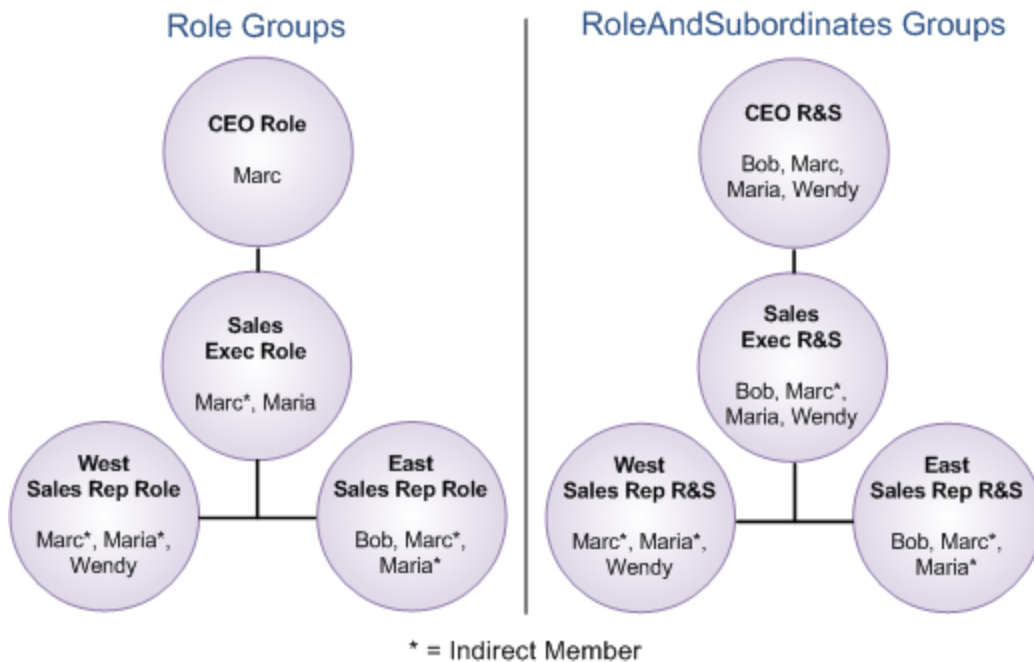 Role Groups
CEO Role
Marc
Sales
Exec Role
Marc*, Maria
West
Sales Rep Role
Marc*, Maria*,
Wendy
East
Sales Rep Role
Bob, Marc*,
Maria*
RoleAndSubordinates Groups
CEO R&S
Bob, Marc,
Maria, Wendy
Sales
Exec R&S
Bob, Marc*,
Maria, Wendy
West
Sales Rep R&S
Marc*, Maria*,
Wendy
East
Sales Rep R&S
Bob, Marc*,
Maria*
* = Indirect Member